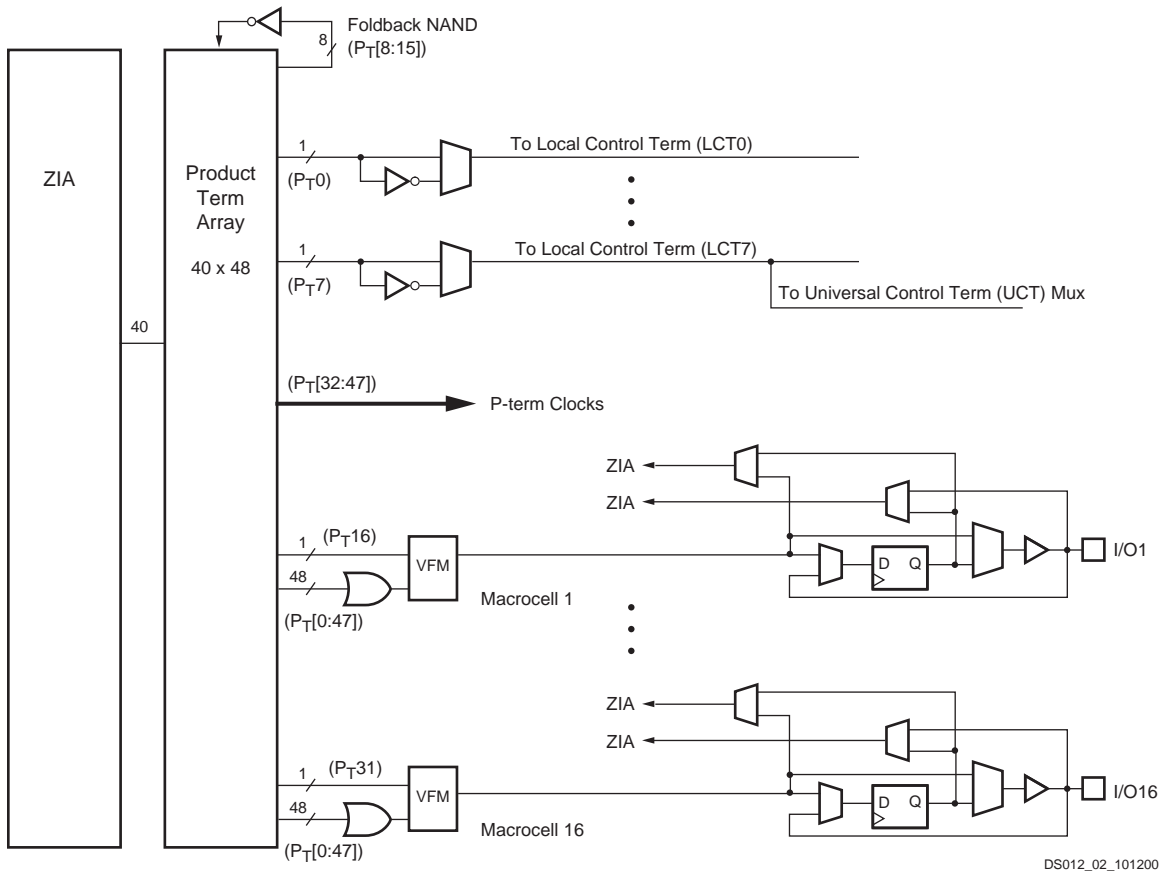 Foldback NAND
8
(PT[8:15])
ZIA
Product
Term
Array
40 x 48
40
1
(PT0)
To Local Control Term (LCT0)
1
(PT7)
To Local Control Term (LCT7)
To Universal Control Term (UCT) Mux
(PT[32:47])
P-term Clocks
ZIA
ZIA
1
(PT16)
48
(PT[0:47])
VFM
Macrocell 1
D
Q
I/O1
ZIA
ZIA
1
(PT31)
48
(PT[0:47])
VFM
Macrocell 16
D
Q
I/O16
DS012_02_101200